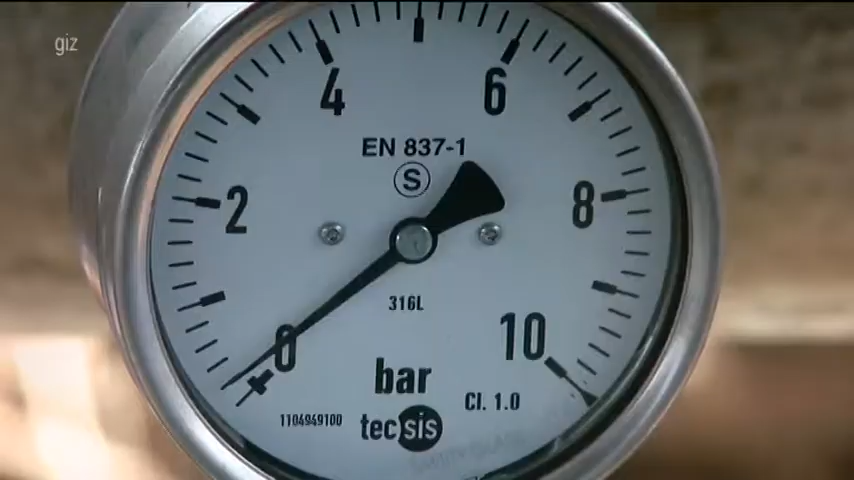 giz
4
6
EN 837-1
S
2
8
316L
0
10
bar
Cl. 1.0
1104949100
tecsis